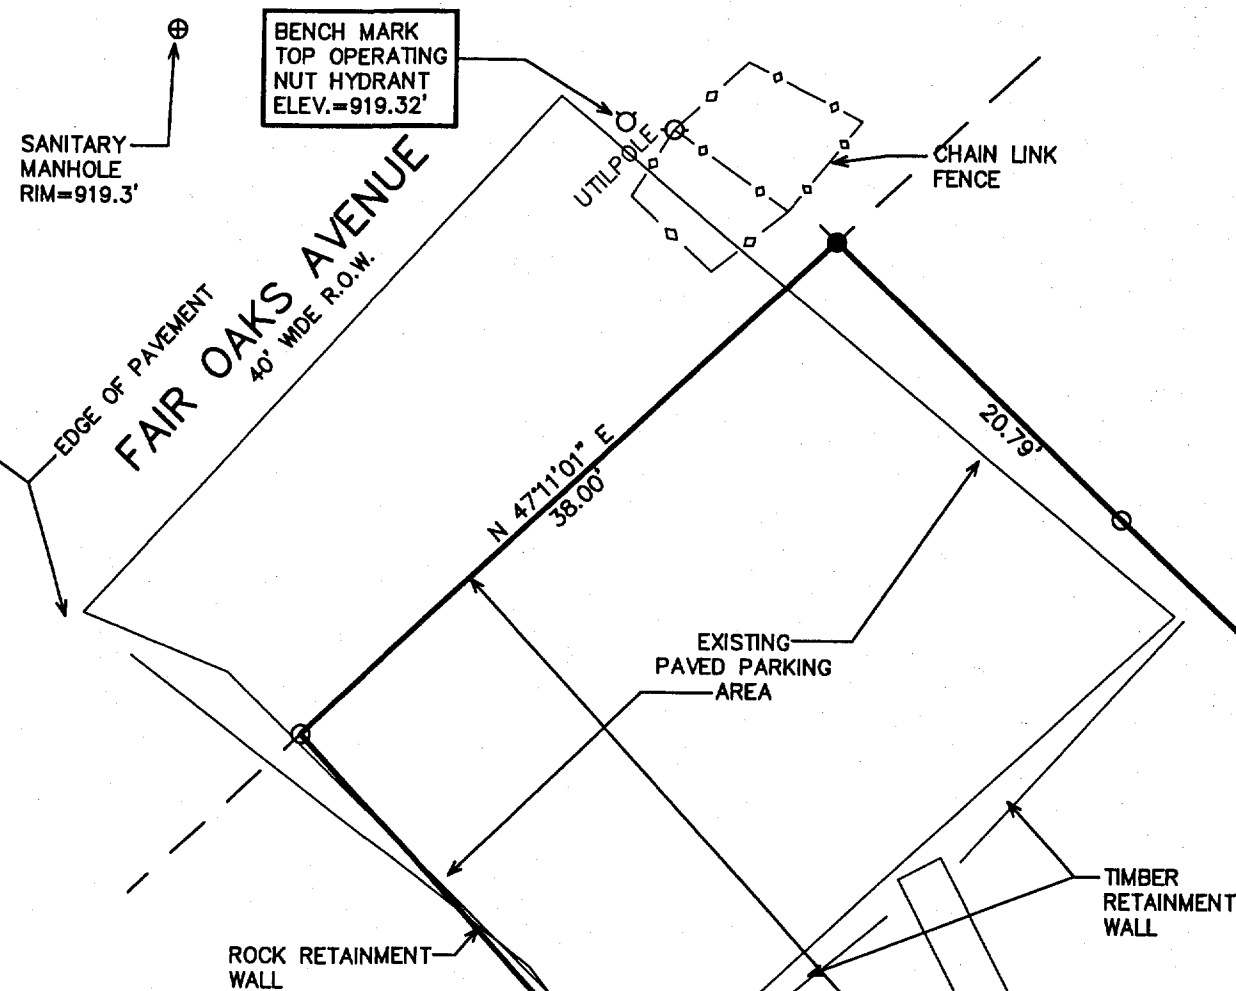 BENCH MARK
TOP OPERATING
NUT HYDRANT
ELEV.=919.32'
SANITARY
MANHOLE
RIM=919.3'
UTILPOLE
CHAIN LINK
FENCE
EDGE OF PAVEMENT
FAIR OAKS AVENUE
40' WIDE R.O.W.
N 47°11'01" E
38.00'
20.79'
EXISTING
PAVED PARKING
AREA
TIMBER
RETAINMENT
WALL
ROCK RETAINMENT
WALL